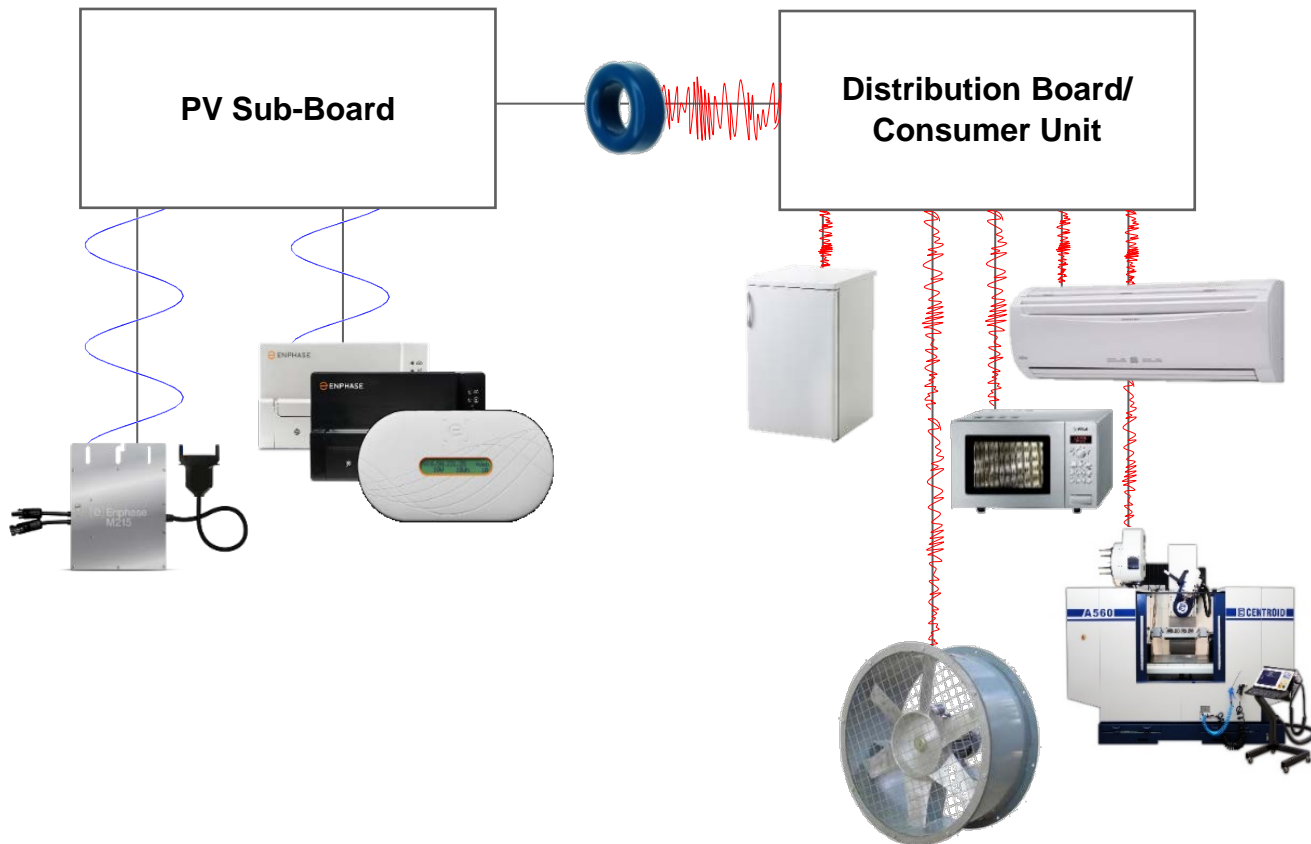 PV Sub-Board
Distribution Board/
Consumer Unit
ENPHASE
ENPHASE
Enphase
M215
A560
CENTROID